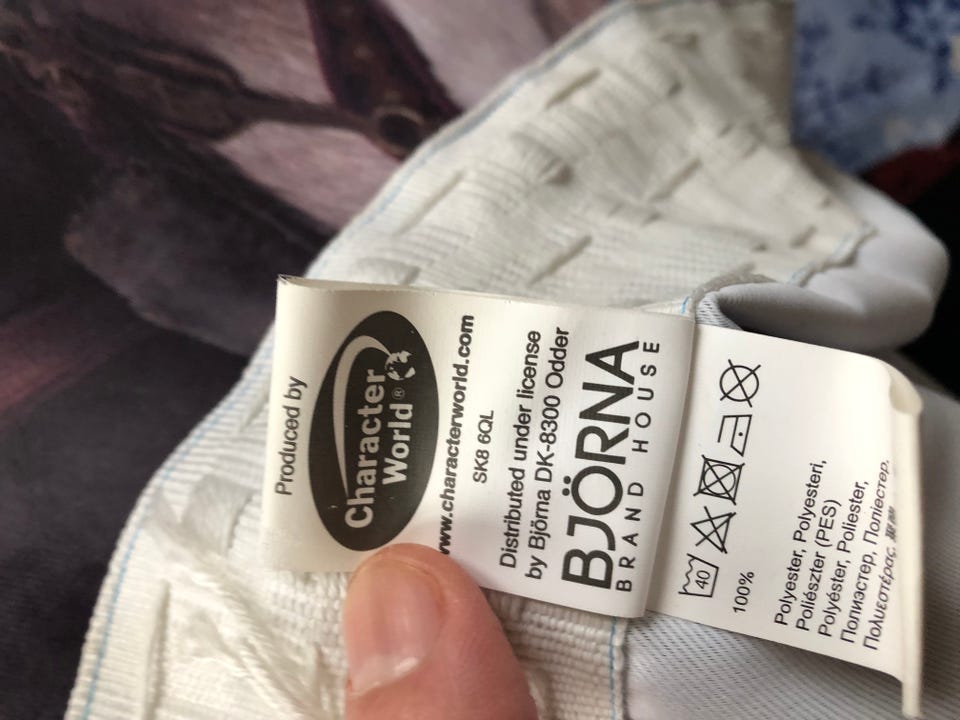 Produced by
Character
World®
www.characterworld.com
SK8 6QL
Distributed under license
by Björna DK-8300 Odder
BJÖRNA
BRAND HOUSE
40
100%
Polyester, Polyesteri,
Poliészter (PES)
Polyéster, Poliester,
Полиэстер, Поліестер,
Πολυεστέρας,